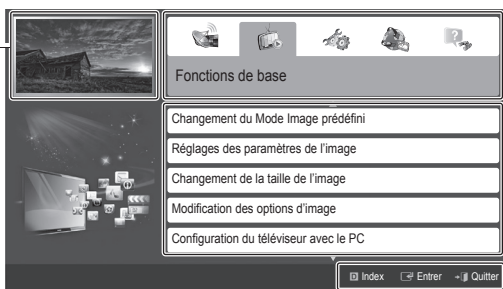 Fonctions de base
Changement du Mode Image prédéfini
Réglages des paramètres de l'image
Changement de la taille de l'image
Modification des options d'image
Configuration du téléviseur avec le PC
D Index Entrer Quitter